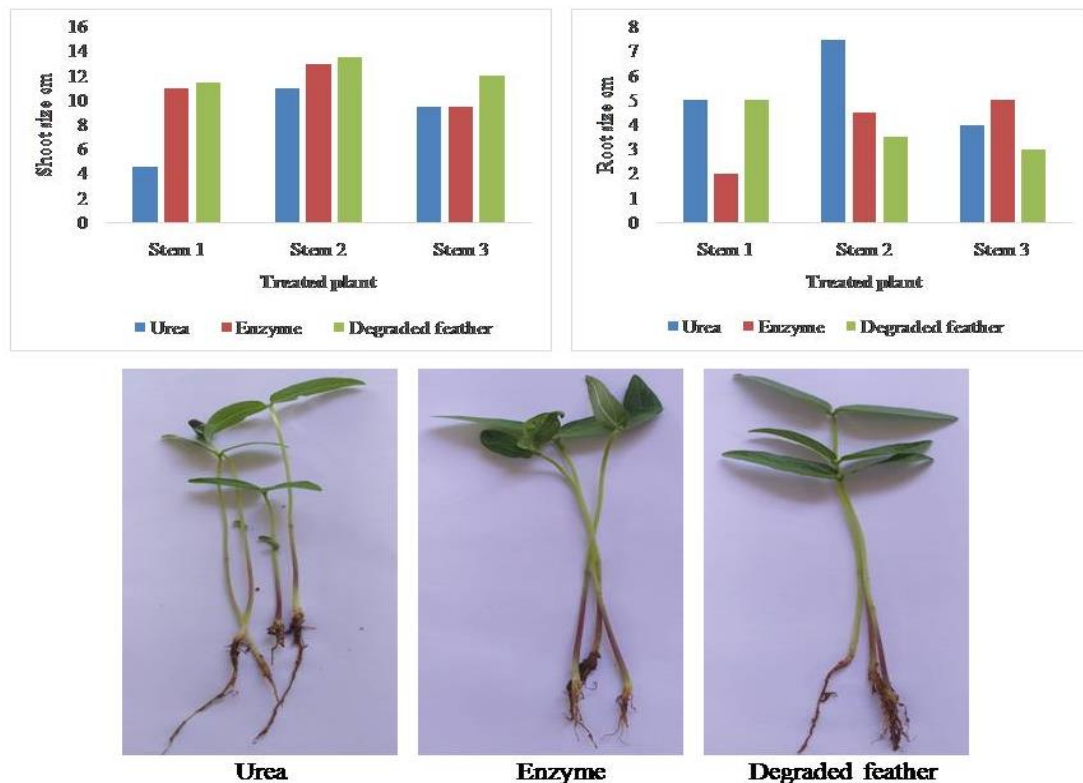 Shoot size cm
16
14
12
10
8
6
4
2
0
Stem 1 Stem 2 Stem 3
Treated plant
Urea Enzyme Degraded feather
Root size cm
8
7
6
5
4
3
2
1
0
Stem 1 Stem 2 Stem 3
Treated plant
Urea Enzyme Degraded feather
Urea Enzyme Degraded feather